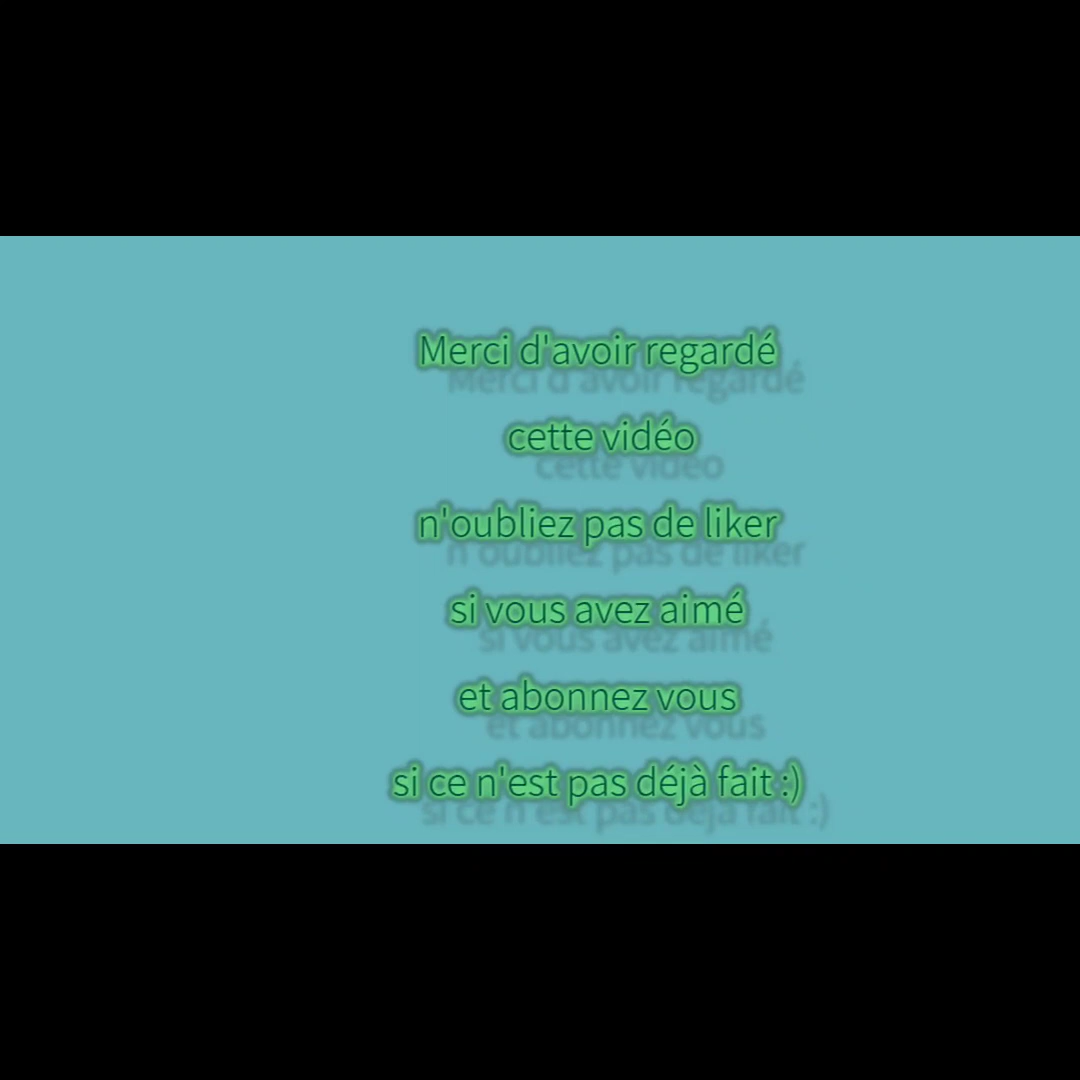 Merci d'avoir regardé
cette vidéo
n'oubliez pas de liker
si vous avez aimé
et abonnez vous
si ce n'est pas déjà fait :)